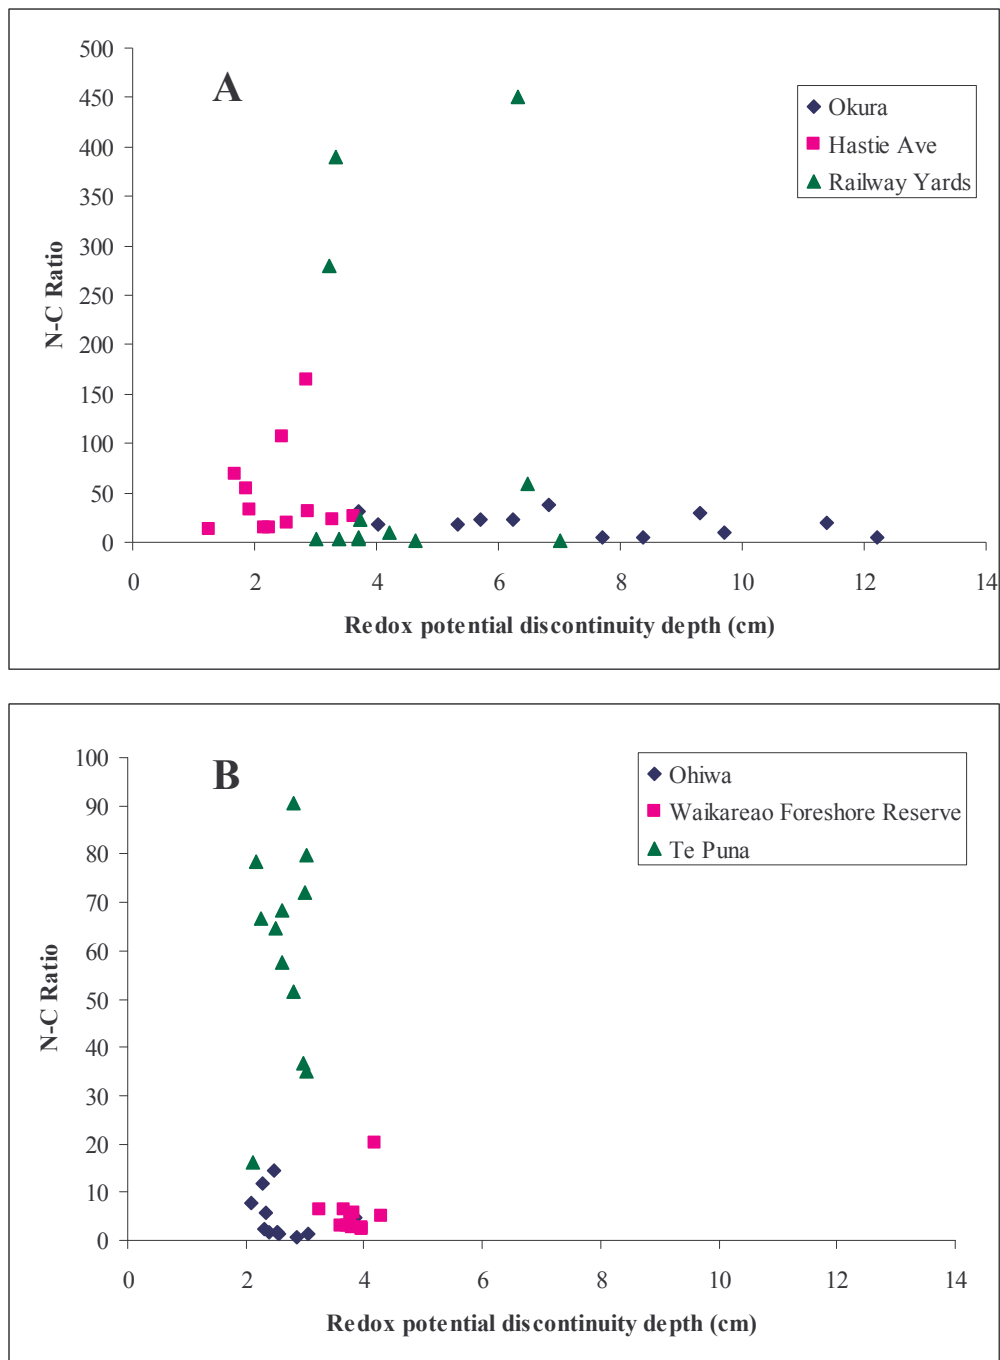 A
500
450
400
350
300
250
200
150
100
50
0
N-C Ratio
Okura
Hastie Ave
Railway Yards
0 2 4 6 8 10 12 14
Redox potential discontinuity depth (cm)
B
100
90
80
70
60
50
40
30
20
10
0
N-C Ratio
Ohiwa
Waikareao Foreshore Reserve
Te Puna
0 2 4 6 8 10 12 14
Redox potential discontinuity depth (cm)